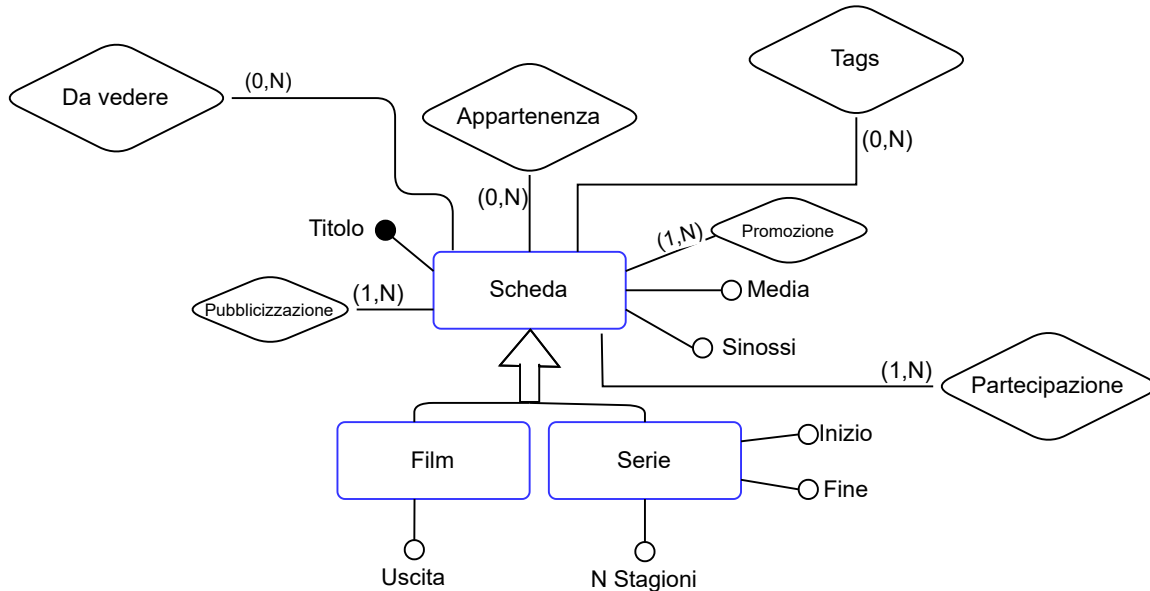 Tags
Da vedere
(0,N)
Appartenenza
(0,N)
(0,N)
Titolo
(1,N)
Promozione
Scheda
Media
Pubblicizzazione
(1,N)
Sinossi
(1,N)
Partecipazione
Inizio
Film
Serie
Fine
Uscita
N Stagioni